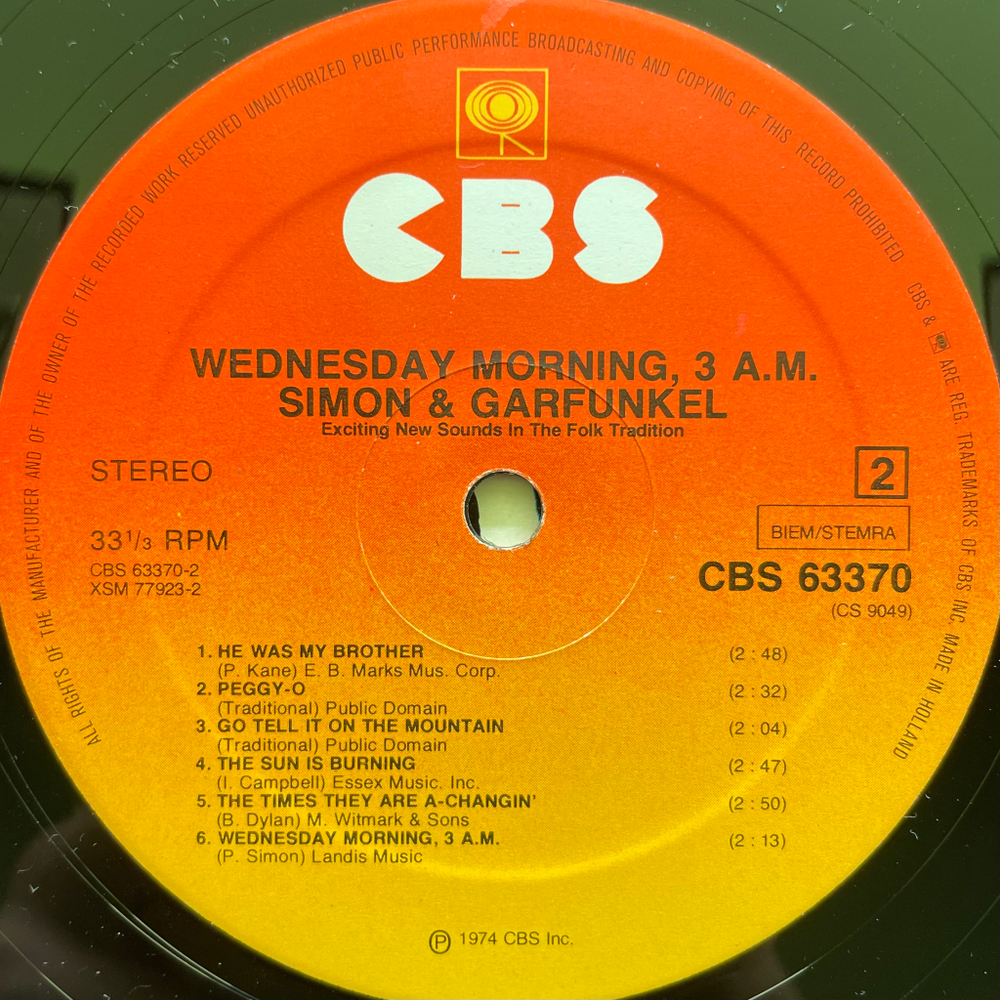 ALL RIGHTS OF THE MANUFACTURER AND OF THE OWNER OF THE RECORDED WORK RESERVED UNAUTHORIZED PUBLIC PERFORMANCE BROADCASTING AND COPYING OF THIS RECORD PROHIBITED
CBS & ARE REG. TRADEMARKS OF CBS INC. MADE IN HOLLAND
CBS
WEDNESDAY MORNING, 3 A.M.
SIMON & GARFUNKEL
Exciting New Sounds In The Folk Tradition
STEREO
2
33 1/3 RPM
BIEM/STEMRA
CBS 63370-2
CBS 63370
XSM 77923-2
(CS 9049)
1. HE WAS MY BROTHER (2 : 48)
(P. Kane) E. B. Marks Mus. Corp.
2. PEGGY-O (2 : 32)
(Traditional) Public Domain
3. GO TELL IT ON THE MOUNTAIN (2 : 04)
(Traditional) Public Domain
4. THE SUN IS BURNING (2 : 47)
(I. Campbell) Essex Music. Inc.
5. THE TIMES THEY ARE A-CHANGIN' (2 : 50)
(B. Dylan) M. Witmark & Sons
6. WEDNESDAY MORNING, 3 A.M. (2 : 13)
(P. Simon) Landis Music
℗ 1974 CBS Inc.